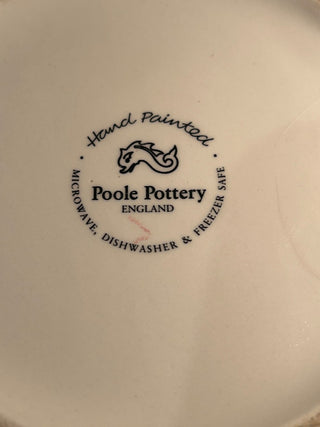 Hand Painted
Poole Pottery
ENGLAND
• MICROWAVE, DISHWASHER & FREEZER SAFE •